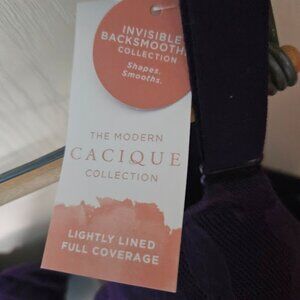 INVISIBLE
BACKSMOOTH
COLLECTION
Shapes.
Smooths.
THE MODERN
CACIQUE
COLLECTION
LIGHTLY LINED
FULL COVERAGE